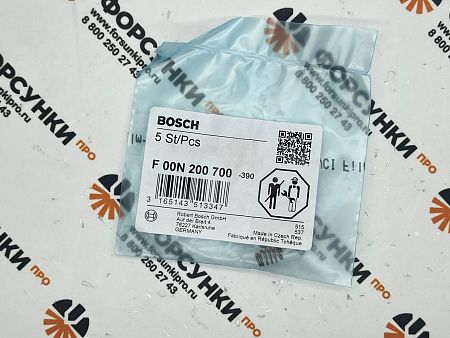 BOSCH
5 St/Pcs
F 00N 200 700 -390
3 165143 513347
Robert Bosch GmbH
Auf der Breit 4
76227 Karlsruhe
GERMANY
515
537
Made in Czech Rep.
Fabriqué en République Tchèque
ФОРСУНКИ ПРО
www.forsunkipro.ru
8 800 250 27 43